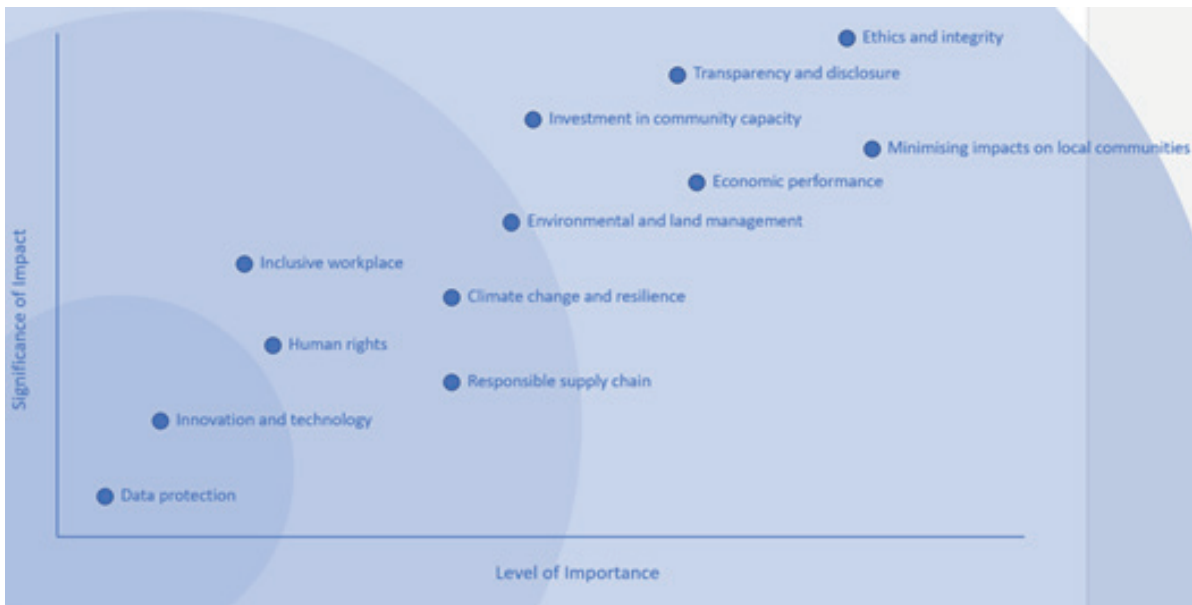 Ethics and integrity
Transparency and disclosure
Investment in community capacity
Minimising impacts on local communities
Economic performance
Environmental and land management
Inclusive workplace
Climate change and resilience
Human rights
Responsible supply chain
Innovation and technology
Data protection
Significance of Impact
Level of Importance